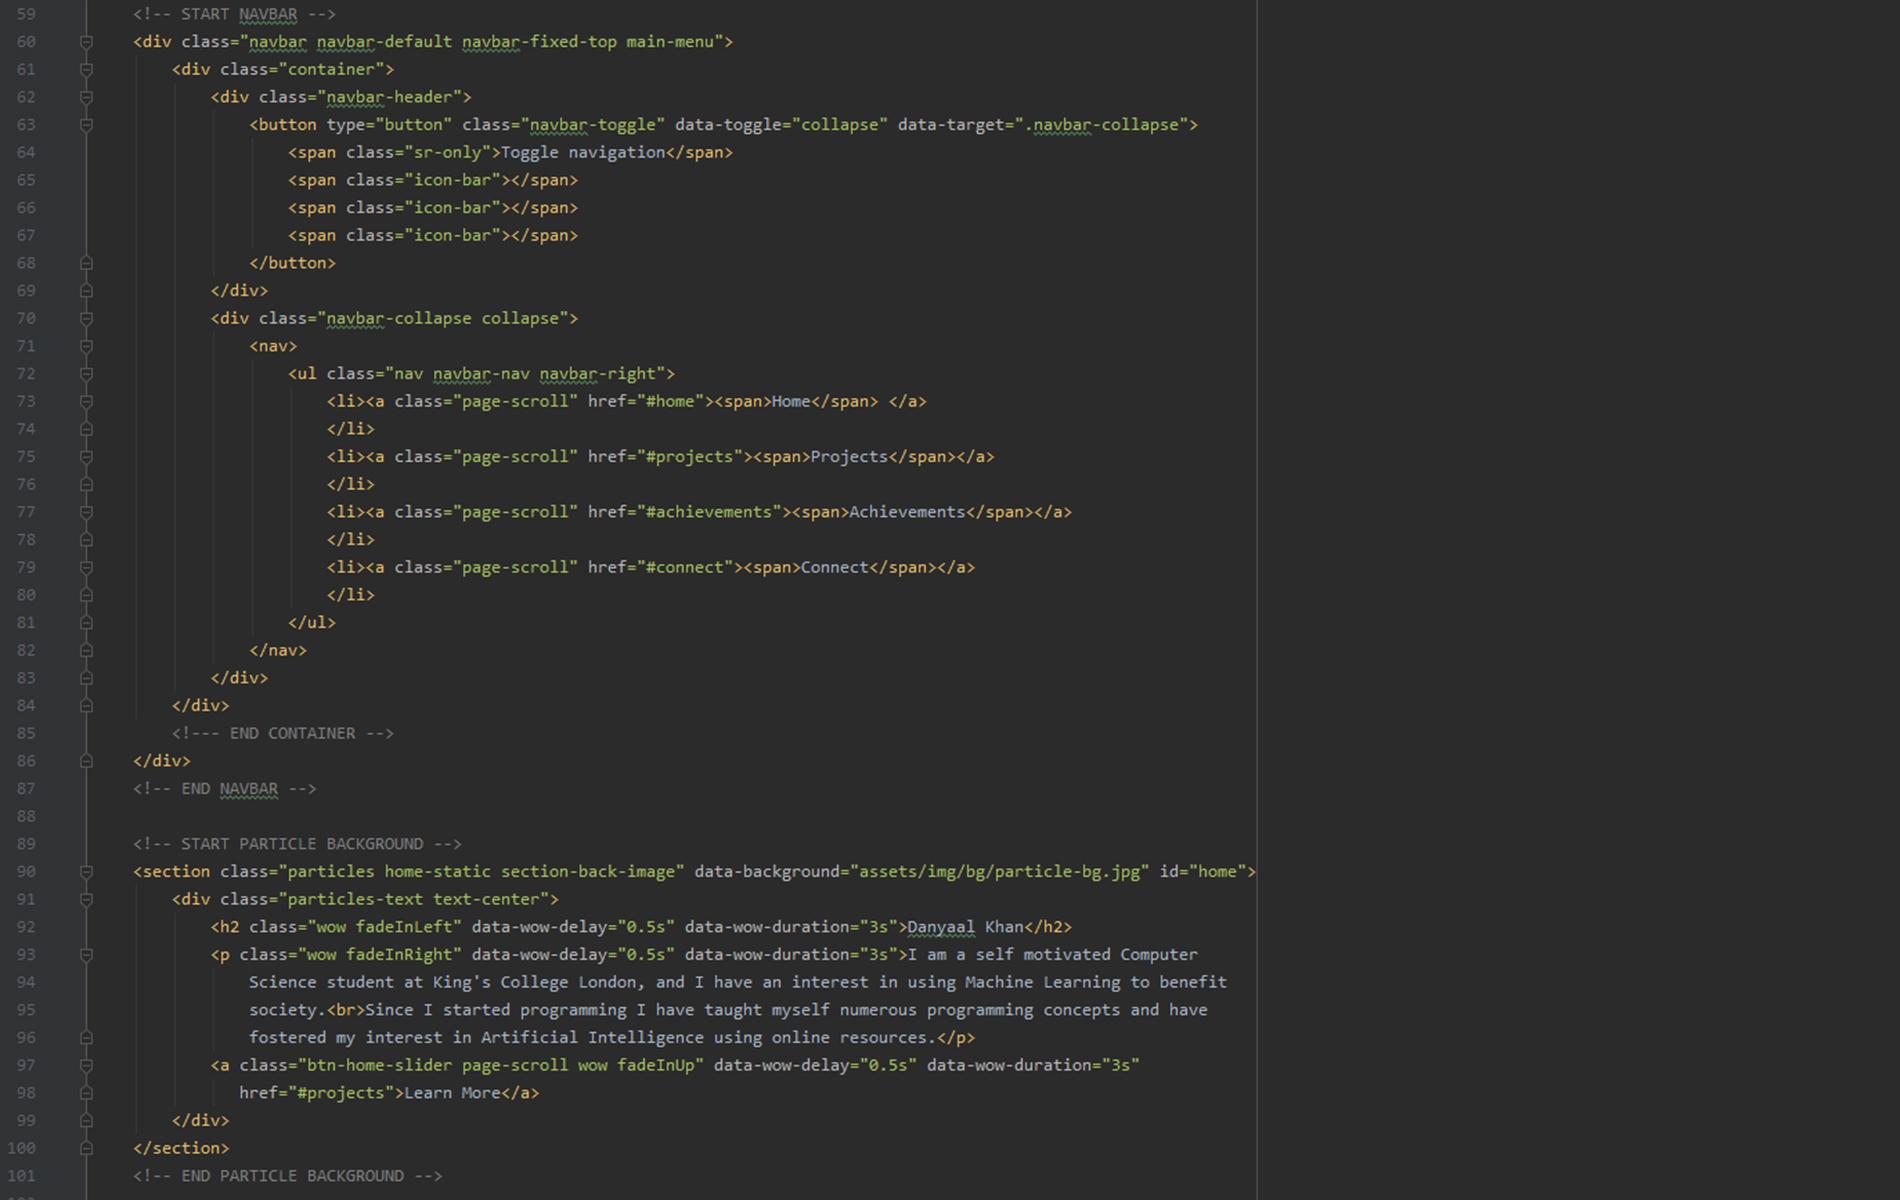 59 <!-- START NAVBAR -->
60 <div class="navbar navbar-default navbar-fixed-top main-menu">
61 <div class="container">
62 <div class="navbar-header">
63 <button type="button" class="navbar-toggle" data-toggle="collapse" data-target=".navbar-collapse">
64 <span class="sr-only">Toggle navigation</span>
65 <span class="icon-bar"></span>
66 <span class="icon-bar"></span>
67 <span class="icon-bar"></span>
68 </button>
69 </div>
70 <div class="navbar-collapse collapse">
71 <nav>
72 <ul class="nav navbar-nav navbar-right">
73 <li><a class="page-scroll" href="#home"><span>Home</span> </a>
74 </li>
75 <li><a class="page-scroll" href="#projects"><span>Projects</span></a>
76 </li>
77 <li><a class="page-scroll" href="#achievements"><span>Achievements</span></a>
78 </li>
79 <li><a class="page-scroll" href="#connect"><span>Connect</span></a>
80 </li>
81 </ul>
82 </nav>
83 </div>
84 </div>
85 <!--- END CONTAINER -->
86 </div>
87 <!-- END NAVBAR -->
88
89 <!-- START PARTICLE BACKGROUND -->
90 <section class="particles home-static section-back-image" data-background="assets/img/bg/particle-bg.jpg" id="home">
91 <div class="particles-text text-center">
92 <h2 class="wow fadeInLeft" data-wow-delay="0.5s" data-wow-duration="3s">Danyaal Khan</h2>
93 <p class="wow fadeInRight" data-wow-delay="0.5s" data-wow-duration="3s">I am a self motivated Computer
94 Science student at King's College London, and I have an interest in using Machine Learning to benefit
95 society.<br>Since I started programming I have taught myself numerous programming concepts and have
96 fostered my interest in Artificial Intelligence using online resources.</p>
97 <a class="btn-home-slider page-scroll wow fadeInUp" data-wow-delay="0.5s" data-wow-duration="3s"
98 href="#projects">Learn More</a>
99 </div>
100 </section>
101 <!-- END PARTICLE BACKGROUND -->